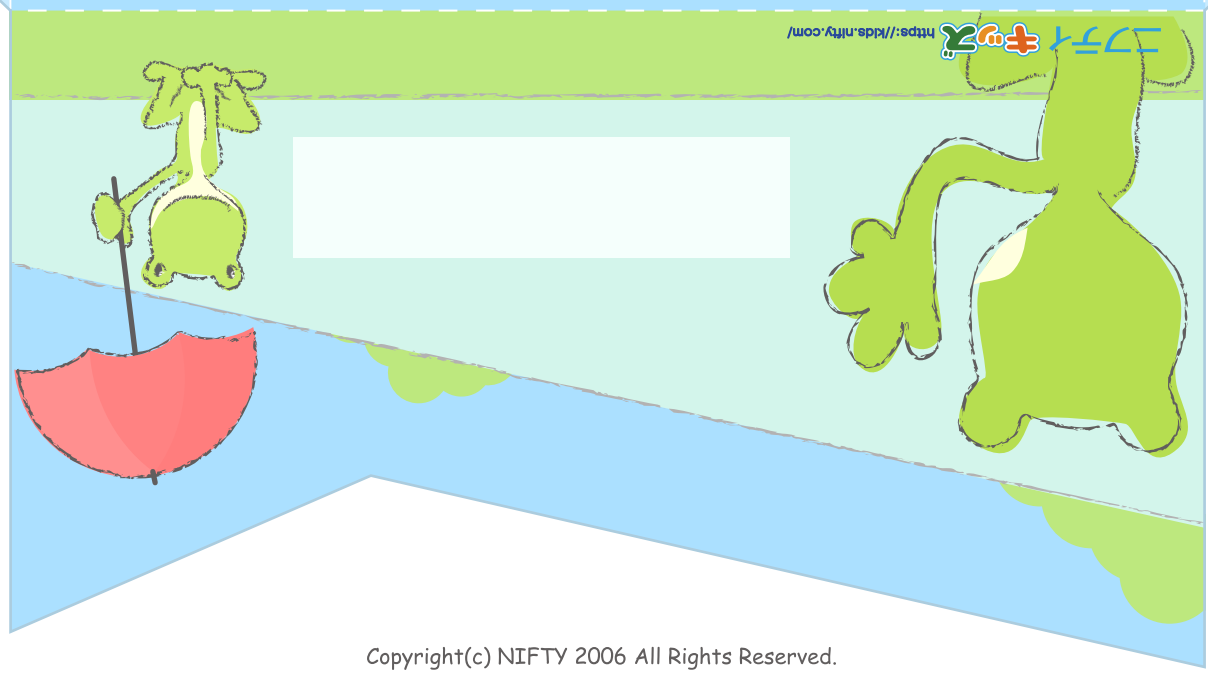 ニフティ キッズ https://kids.nifty.com/
Copyright(c) NIFTY 2006 All Rights Reserved.